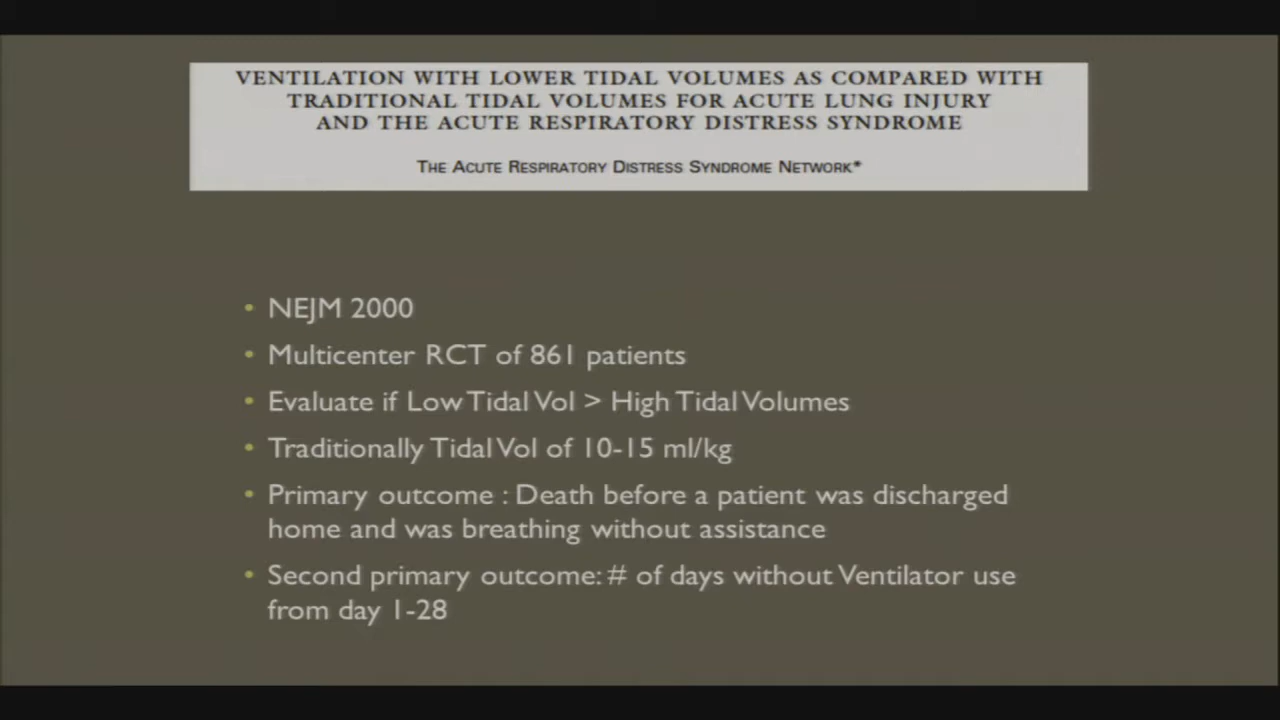 VENTILATION WITH LOWER TIDAL VOLUMES AS COMPARED WITH
TRADITIONAL TIDAL VOLUMES FOR ACUTE LUNG INJURY
AND THE ACUTE RESPIRATORY DISTRESS SYNDROME
THE ACUTE RESPIRATORY DISTRESS SYNDROME NETWORK*
• NEJM 2000
• Multicenter RCT of 861 patients
• Evaluate if Low Tidal Vol > High Tidal Volumes
• Traditionally Tidal Vol of 10-15 ml/kg
• Primary outcome : Death before a patient was discharged
home and was breathing without assistance
• Second primary outcome: # of days without Ventilator use
from day 1-28